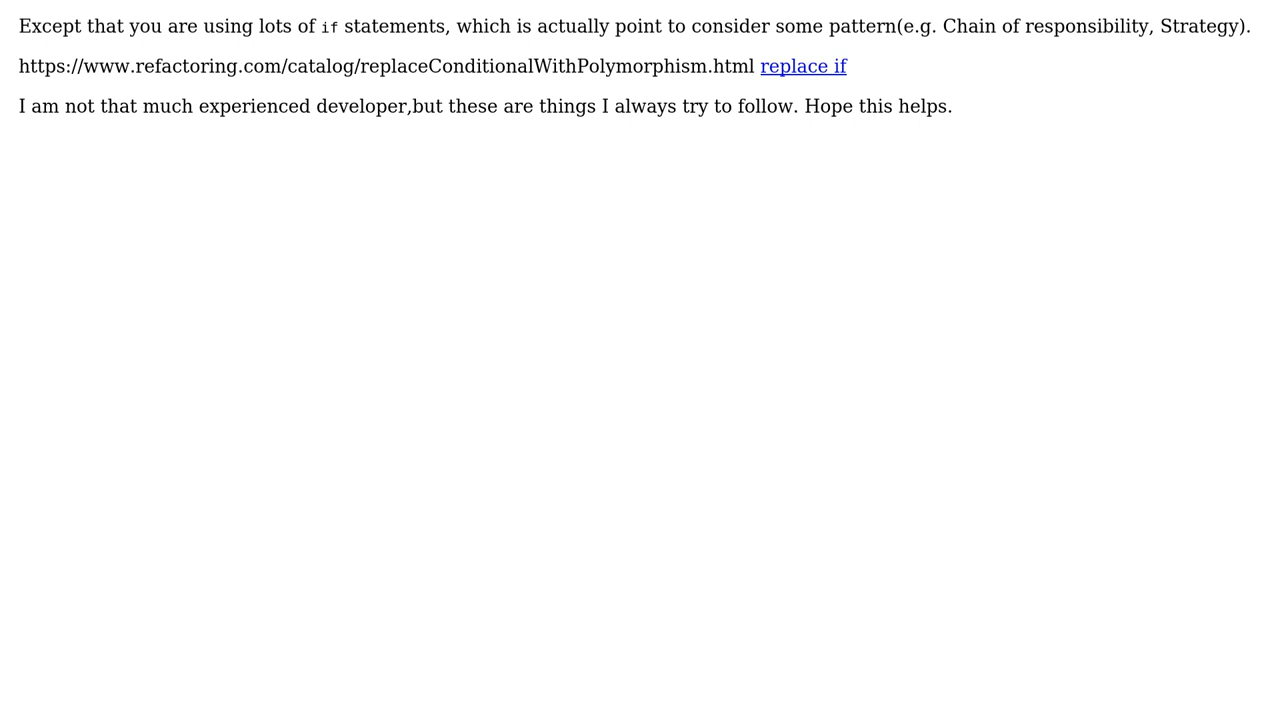 Except that you are using lots of if statements, which is actually point to consider some pattern(e.g. Chain of responsibility, Strategy).
https://www.refactoring.com/catalog/replaceConditionalWithPolymorphism.html replace if
I am not that much experienced developer,but these are things I always try to follow. Hope this helps.